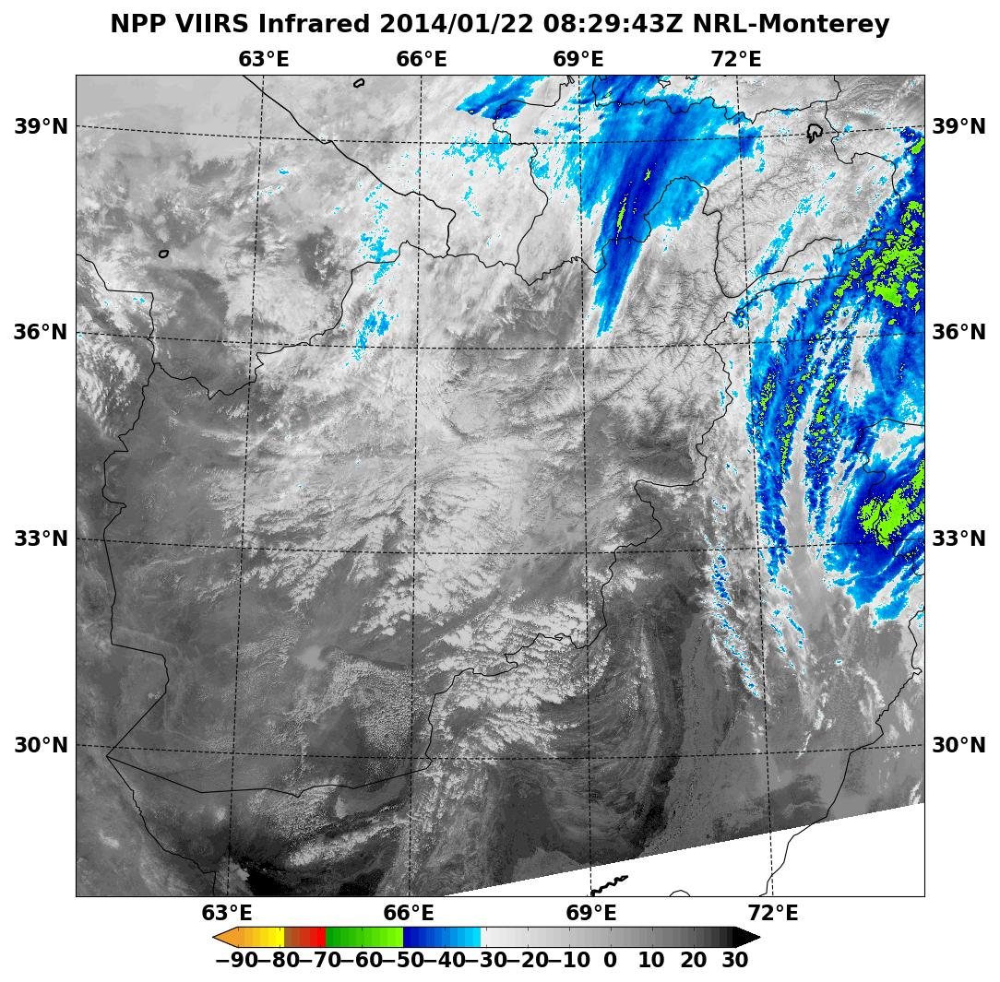 NPP VIIRS Infrared 2014/01/22 08:29:43Z NRL-Monterey
63°E 66°E 69°E 72°E
39°N 39°N
36°N 36°N
33°N 33°N
30°N 30°N
63°E 66°E 69°E 72°E
−90 −80 −70 −60 −50 −40 −30 −20 −10 0 10 20 30